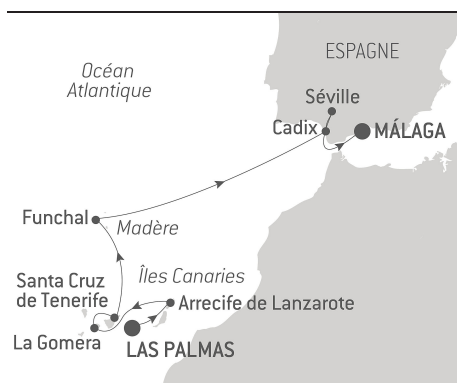 ESPAGNE
Océan
Atlantique
Séville
Cadix
MÁLAGA
Funchal
Madère
Îles Canaries
Santa Cruz
de Tenerife
Arrecife de Lanzarote
La Gomera
LAS PALMAS